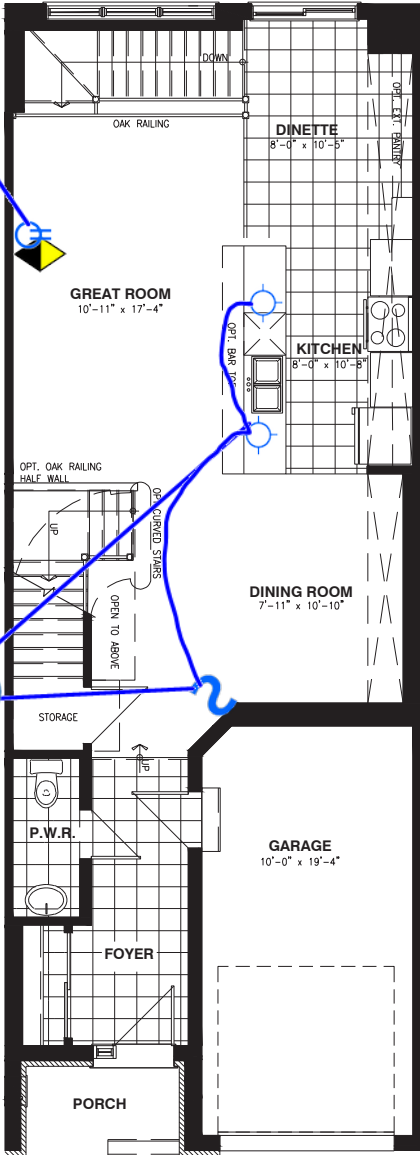 DOWN
OAK RAILING
DINETTE
8'-0" x 10'-5"
OPT. EXT. PANTRY
GREAT ROOM
10'-11" x 17'-4"
OPT. BAR TOP
KITCHEN
8'-0" x 10'-8"
OPT. OAK RAILING
HALF WALL
UP
OPT. CURVED STAIRS
OPEN TO ABOVE
DINING ROOM
7'-11" x 10'-10"
STORAGE
UP
P.W.R.
GARAGE
10'-0" x 19'-4"
FOYER
PORCH